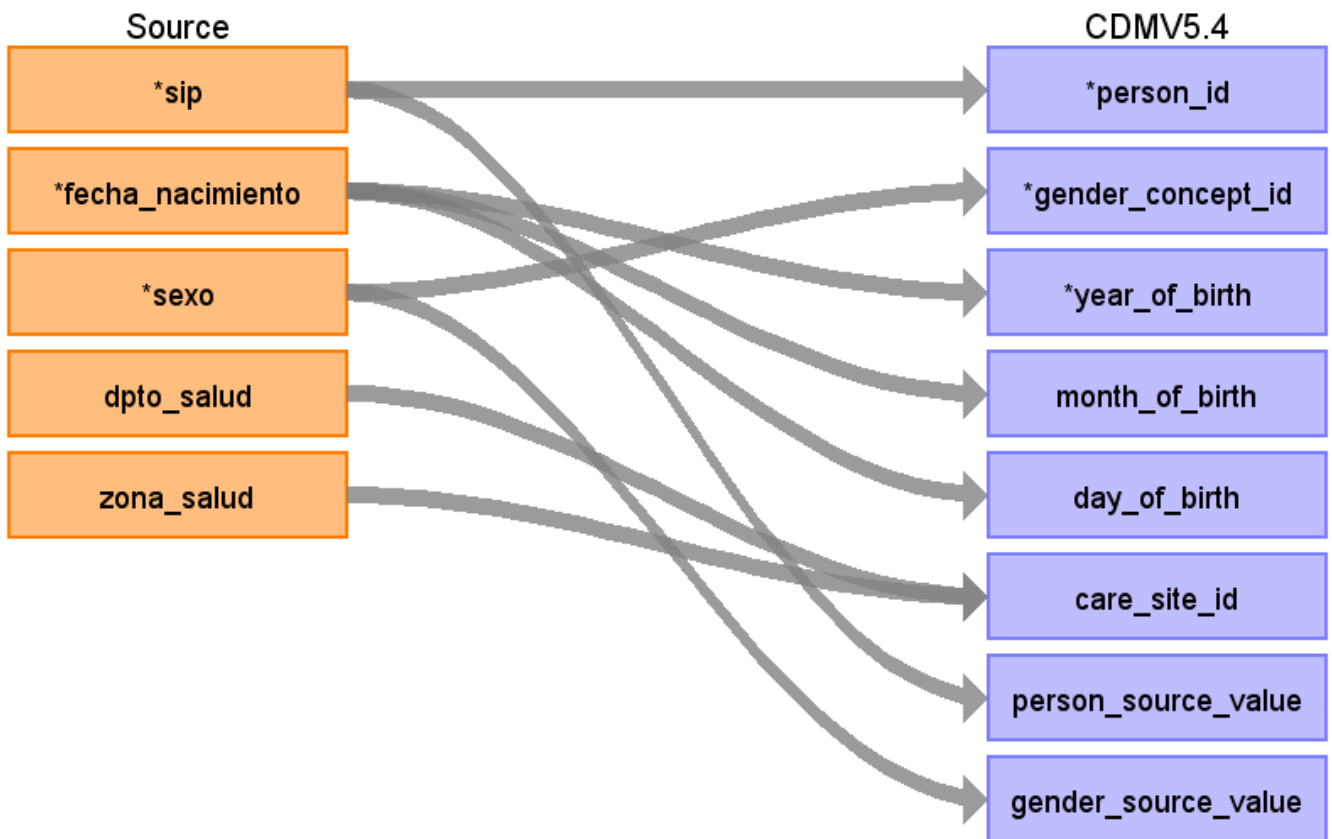 Source
CDMV5.4
*sip
*person_id
*fecha_nacimiento
*gender_concept_id
*sexo
*year_of_birth
dpto_salud
month_of_birth
zona_salud
day_of_birth
care_site_id
person_source_value
gender_source_value